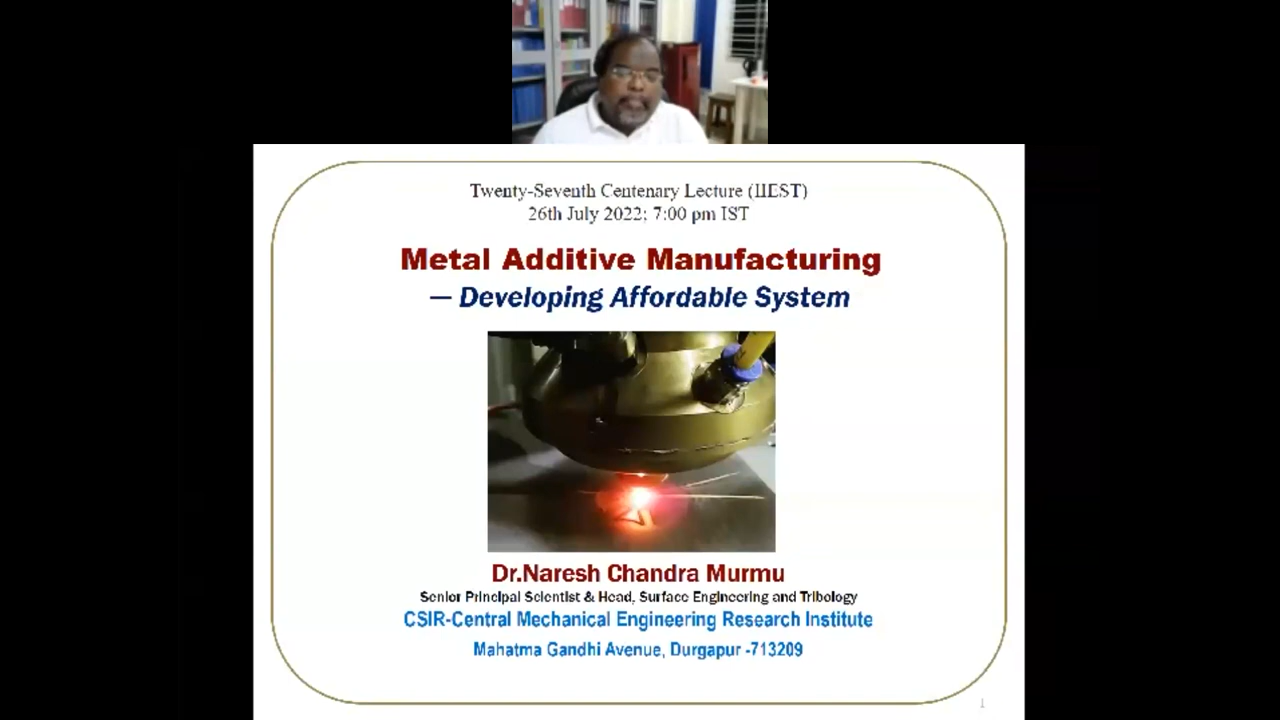 Twenty-Seventh Centenary Lecture (IIEST)
26th July 2022; 7:00 pm IST
Metal Additive Manufacturing
— Developing Affordable System
Dr.Naresh Chandra Murmu
Senior Principal Scientist & Head, Surface Engineering and Tribology
CSIR-Central Mechanical Engineering Research Institute
Mahatma Gandhi Avenue, Durgapur -713209
1